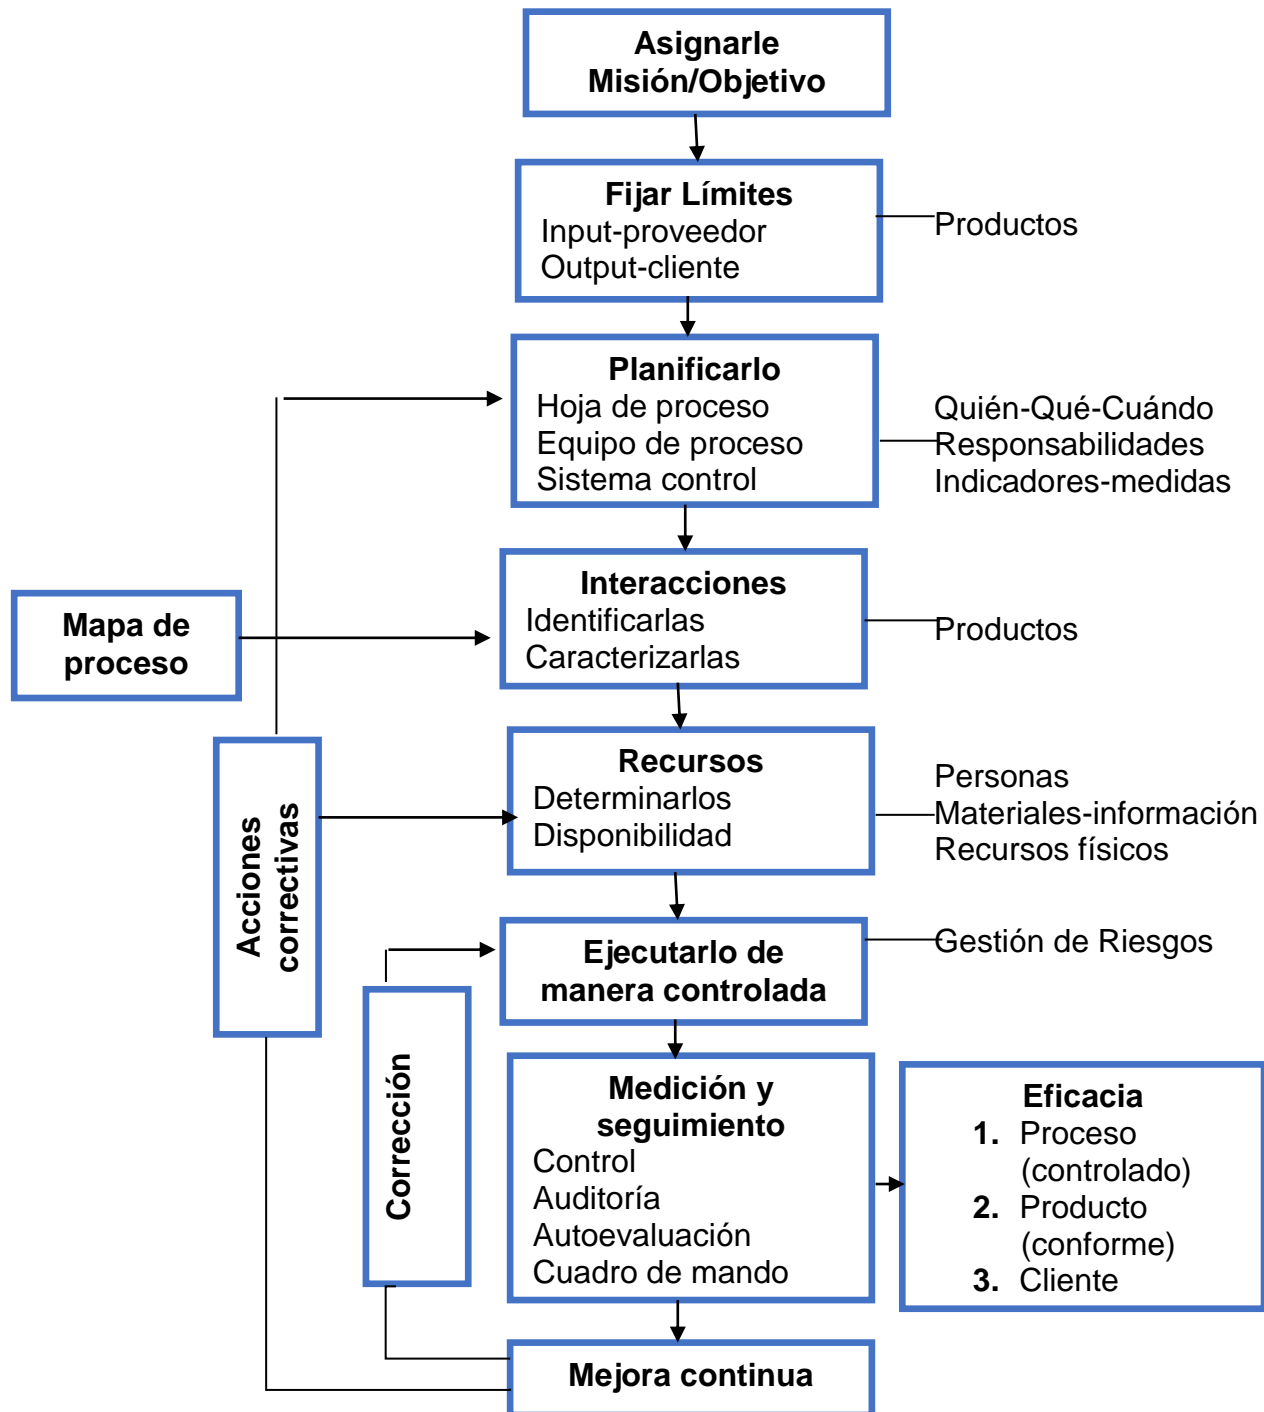 Asignarle
Misión/Objetivo
Fijar Límites
Input-proveedor
Output-cliente
Productos
Planificarlo
Hoja de proceso
Equipo de proceso
Sistema control
Quién-Qué-Cuándo
Responsabilidades
Indicadores-medidas
Interacciones
Identificarlas
Caracterizarlas
Productos
Mapa de
proceso
Recursos
Determinarlos
Disponibilidad
Personas
Materiales-información
Recursos físicos
Acciones
correctivas
Ejecutarlo de
manera controlada
Gestión de Riesgos
Corrección
Medición y
seguimiento
Control
Auditoría
Autoevaluación
Cuadro de mando
Eficacia
1. Proceso
(controlado)
2. Producto
(conforme)
3. Cliente
Mejora continua